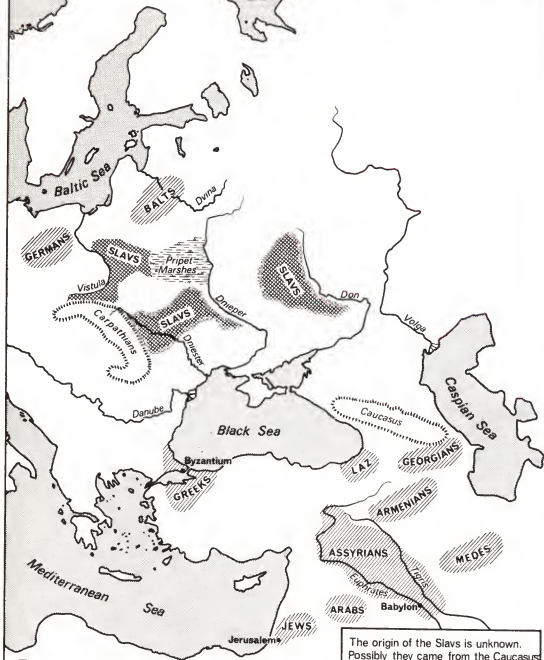 Baltic Sea
BALTS
Dvina
GERMANS
SLAVS
Pripet
Marshes
SLAVS
Vistula
Carpathians
SLAVS
Dnieper
Dniester
Don
Volga
Danube
Black Sea
Caucasus
Caspian Sea
Byzantium
GREEKS
LAZ
GEORGIANS
ARMENIANS
ASSYRIANS
MEDES
Mediterranean
Sea
Euphrates
Tigris
Babylon
ARABS
JEWS
Jerusalem
The origin of the Slavs is unknown.
Possibly they came from the Caucasus